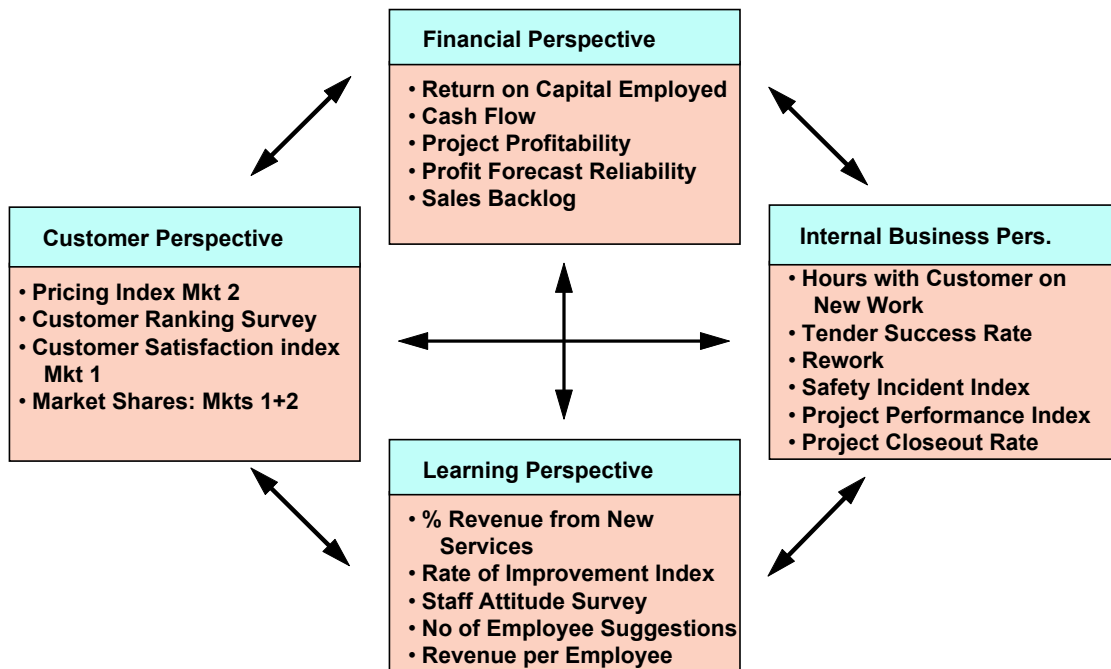 Financial Perspective
• Return on Capital Employed
• Cash Flow
• Project Profitability
• Profit Forecast Reliability
• Sales Backlog
Customer Perspective
• Pricing Index Mkt 2
• Customer Ranking Survey
• Customer Satisfaction index
Mkt 1
• Market Shares: Mkts 1+2
Internal Business Pers.
• Hours with Customer on
New Work
• Tender Success Rate
• Rework
• Safety Incident Index
• Project Performance Index
• Project Closeout Rate
Learning Perspective
• % Revenue from New
Services
• Rate of Improvement Index
• Staff Attitude Survey
• No of Employee Suggestions
• Revenue per Employee